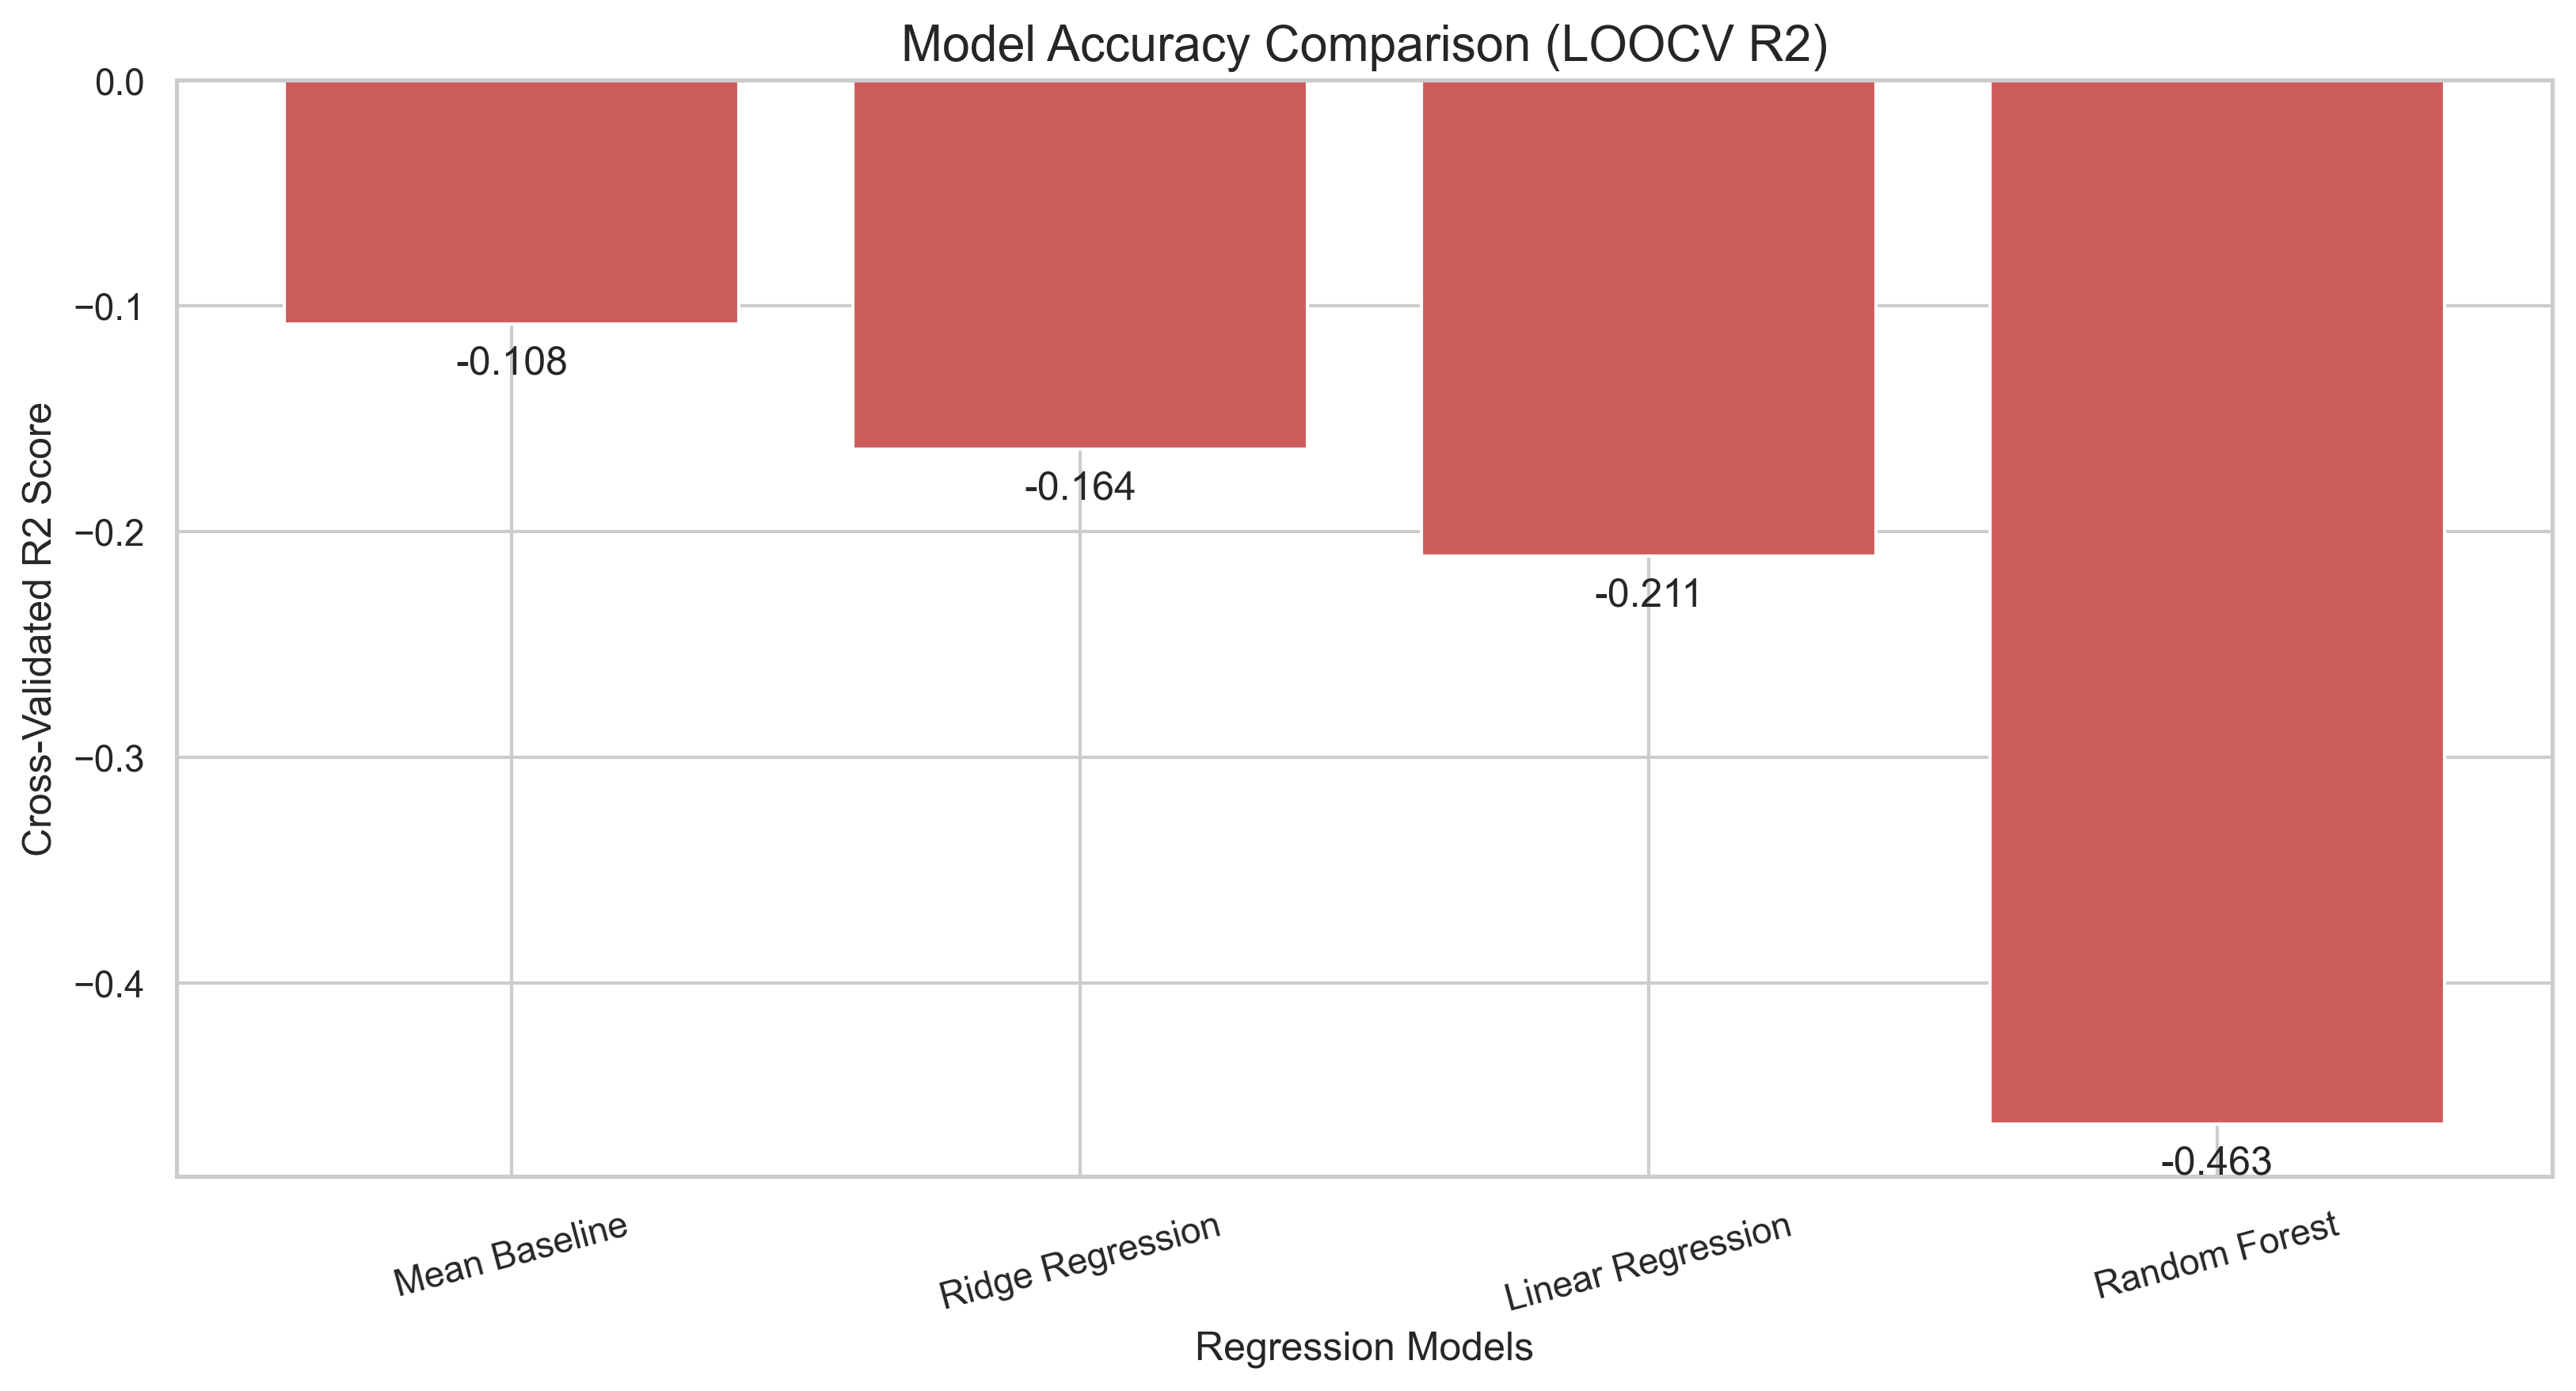 Model Accuracy Comparison (LOOCV R2)
0.0
−0.1
−0.2
−0.3
−0.4
Cross-Validated R2 Score
-0.108
-0.164
-0.211
-0.463
Mean Baseline
Ridge Regression
Linear Regression
Random Forest
Regression Models